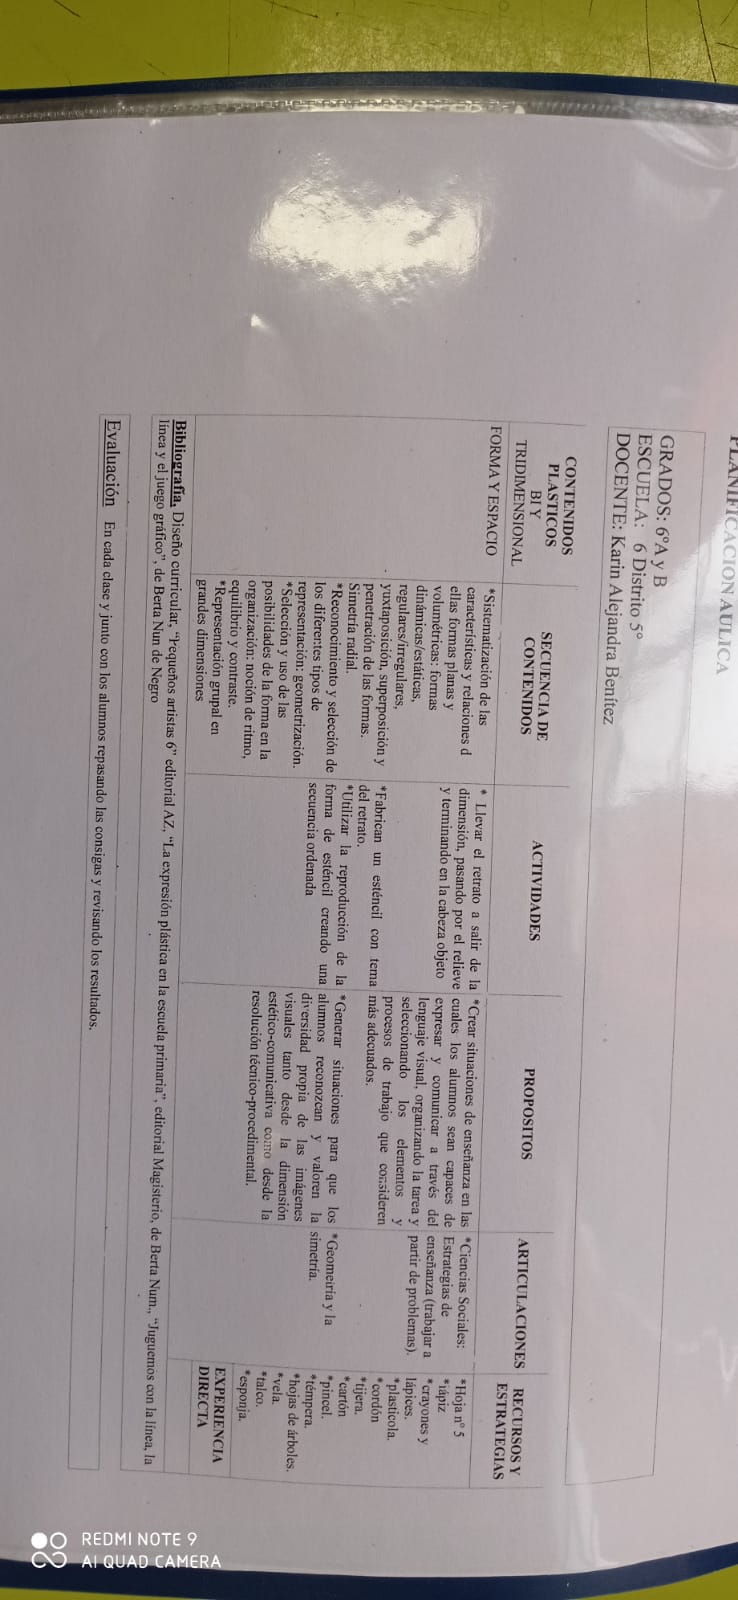 PLANIFICACION AULICA
GRADOS: 6°A y B
ESCUELA: 6 Distrito 5°
DOCENTE: Karin Alejandra Benítez
CONTENIDOS
PLASTICOS
BI Y
TRIDIMENSIONAL
SECUENCIA DE
CONTENIDOS
ACTIVIDADES
PROPOSITOS
ARTICULACIONES
RECURSOS Y
ESTRATEGIAS
FORMA Y ESPACIO
*Sistematización de las
características y relaciones d
ellas formas planas y
volumétricas: formas
dinámicas/estáticas,
regulares/irregulares,
yuxtaposición, superposición y
penetración de las formas.
Simetría radial.
*Reconocimiento y selección de
los diferentes tipos de
representación: geometrización.
*Selección y uso de las
posibilidades de la forma en la
organización: noción de ritmo,
equilibrio y contraste.
*Representación grupal en
grandes dimensiones
* Llevar el retrato a salir de la
dimensión, pasando por el relieve
y terminando en la cabeza objeto
*Fabrican un esténcil con tema
del retrato.
*Utilizar la reproducción de la
forma de esténcil creando una
secuencia ordenada
*Crear situaciones de enseñanza en las
cuales los alumnos sean capaces de
expresar y comunicar a través del
lenguaje visual, organizando la tarea y
seleccionando los elementos y
procesos de trabajo que consideren
más adecuados.
*Generar situaciones para que los
alumnos reconozcan y valoren la
diversidad propia de las imágenes
visuales tanto desde la dimensión
estético-comunicativa como desde la
resolución técnico-procedimental.
*Ciencias Sociales:
Estrategias de
enseñanza (trabajar a
partir de problemas).
*Geometría y la
simetría.
*Hoja n° 5
*lápiz
*crayones y
lápices.
*plasticola.
*cordón
*tijera.
*cartón
*pincel.
*témpera.
*hojas de árboles.
*vela.
*talco.
*esponja.
EXPERIENCIA
DIRECTA
Bibliografía. Diseño curricular, “Pequeños artistas 6” editorial AZ, “La expresión plástica en la escuela primaria”, editorial Magisterio, de Berta Num., “Juguemos con la línea, la
línea y el juego gráfico”, de Berta Nun de Negro
Evaluación En cada clase y junto con los alumnos repasando las consigas y revisando los resultados.
REDMI NOTE 9
AI QUAD CAMERA